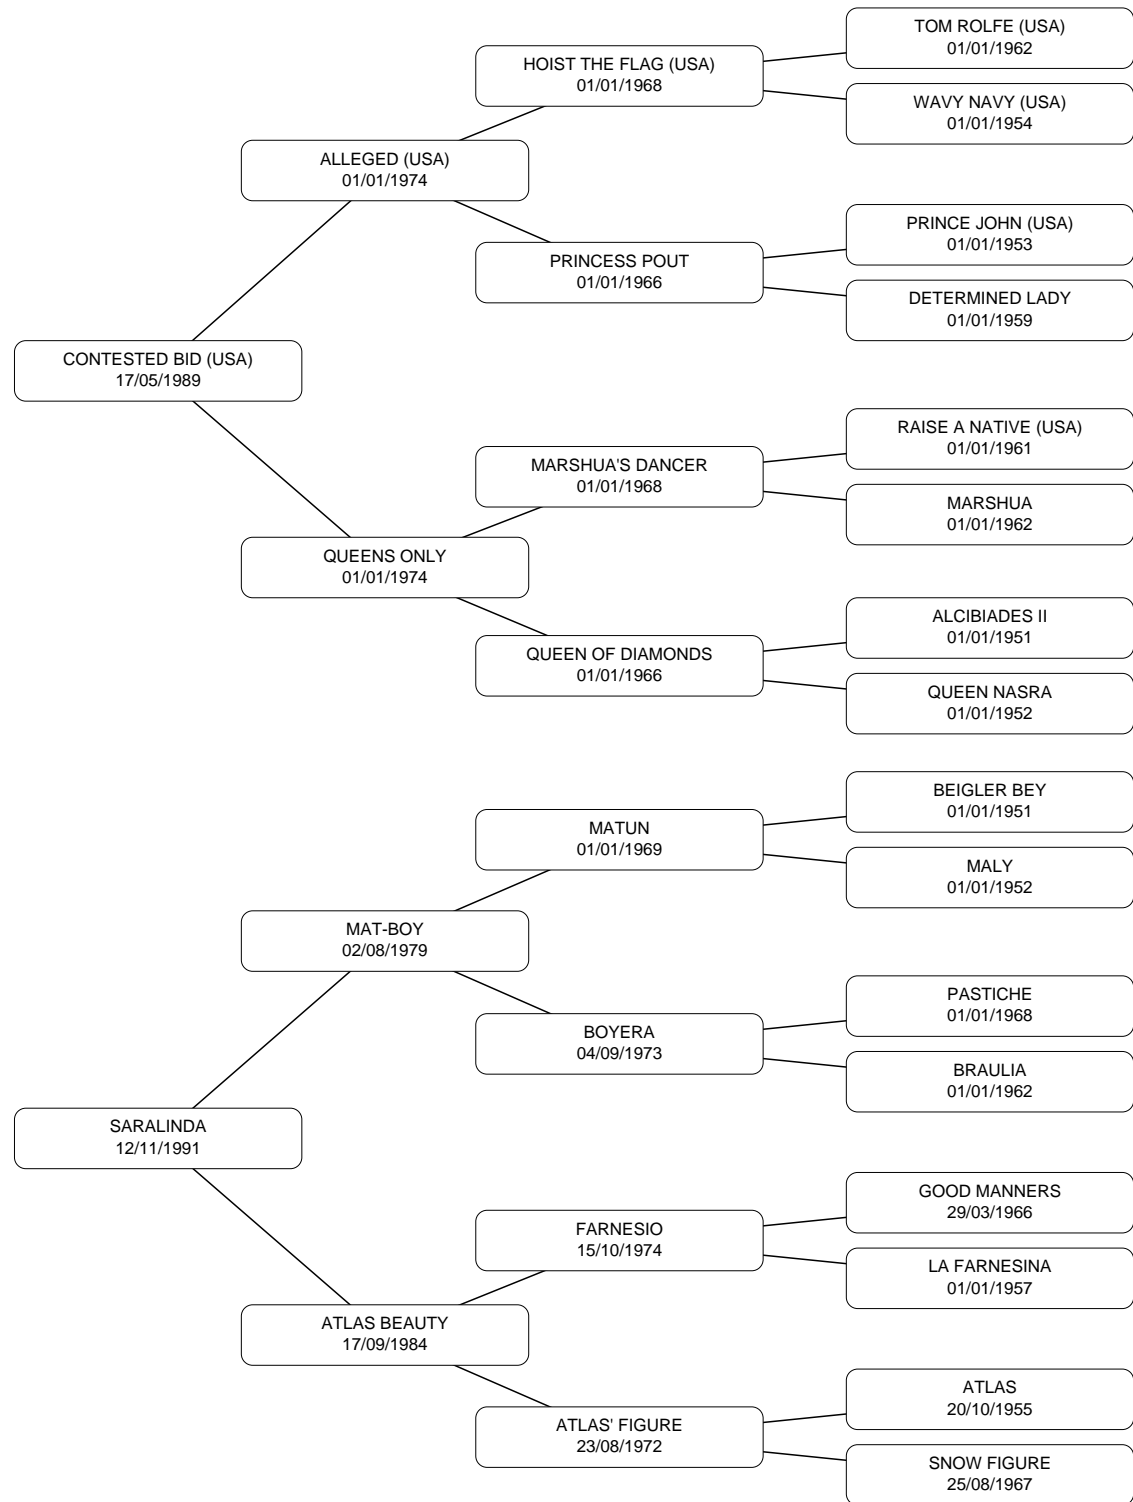 TOM ROLFE (USA)
01/01/1962
HOIST THE FLAG (USA)
01/01/1968
WAVY NAVY (USA)
01/01/1954
ALLEGED (USA)
01/01/1974
PRINCE JOHN (USA)
01/01/1953
PRINCESS POUT
01/01/1966
DETERMINED LADY
01/01/1959
CONTESTED BID (USA)
17/05/1989
RAISE A NATIVE (USA)
01/01/1961
MARSHUA'S DANCER
01/01/1968
MARSHUA
01/01/1962
QUEENS ONLY
01/01/1974
ALCIBIADES II
01/01/1951
QUEEN OF DIAMONDS
01/01/1966
QUEEN NASRA
01/01/1952
BEIGLER BEY
01/01/1951
MATUN
01/01/1969
MALY
01/01/1952
MAT-BOY
02/08/1979
PASTICHE
01/01/1968
BOYERA
04/09/1973
BRAULIA
01/01/1962
SARALINDA
12/11/1991
GOOD MANNERS
29/03/1966
FARNESIO
15/10/1974
LA FARNESINA
01/01/1957
ATLAS BEAUTY
17/09/1984
ATLAS
20/10/1955
ATLAS' FIGURE
23/08/1972
SNOW FIGURE
25/08/1967